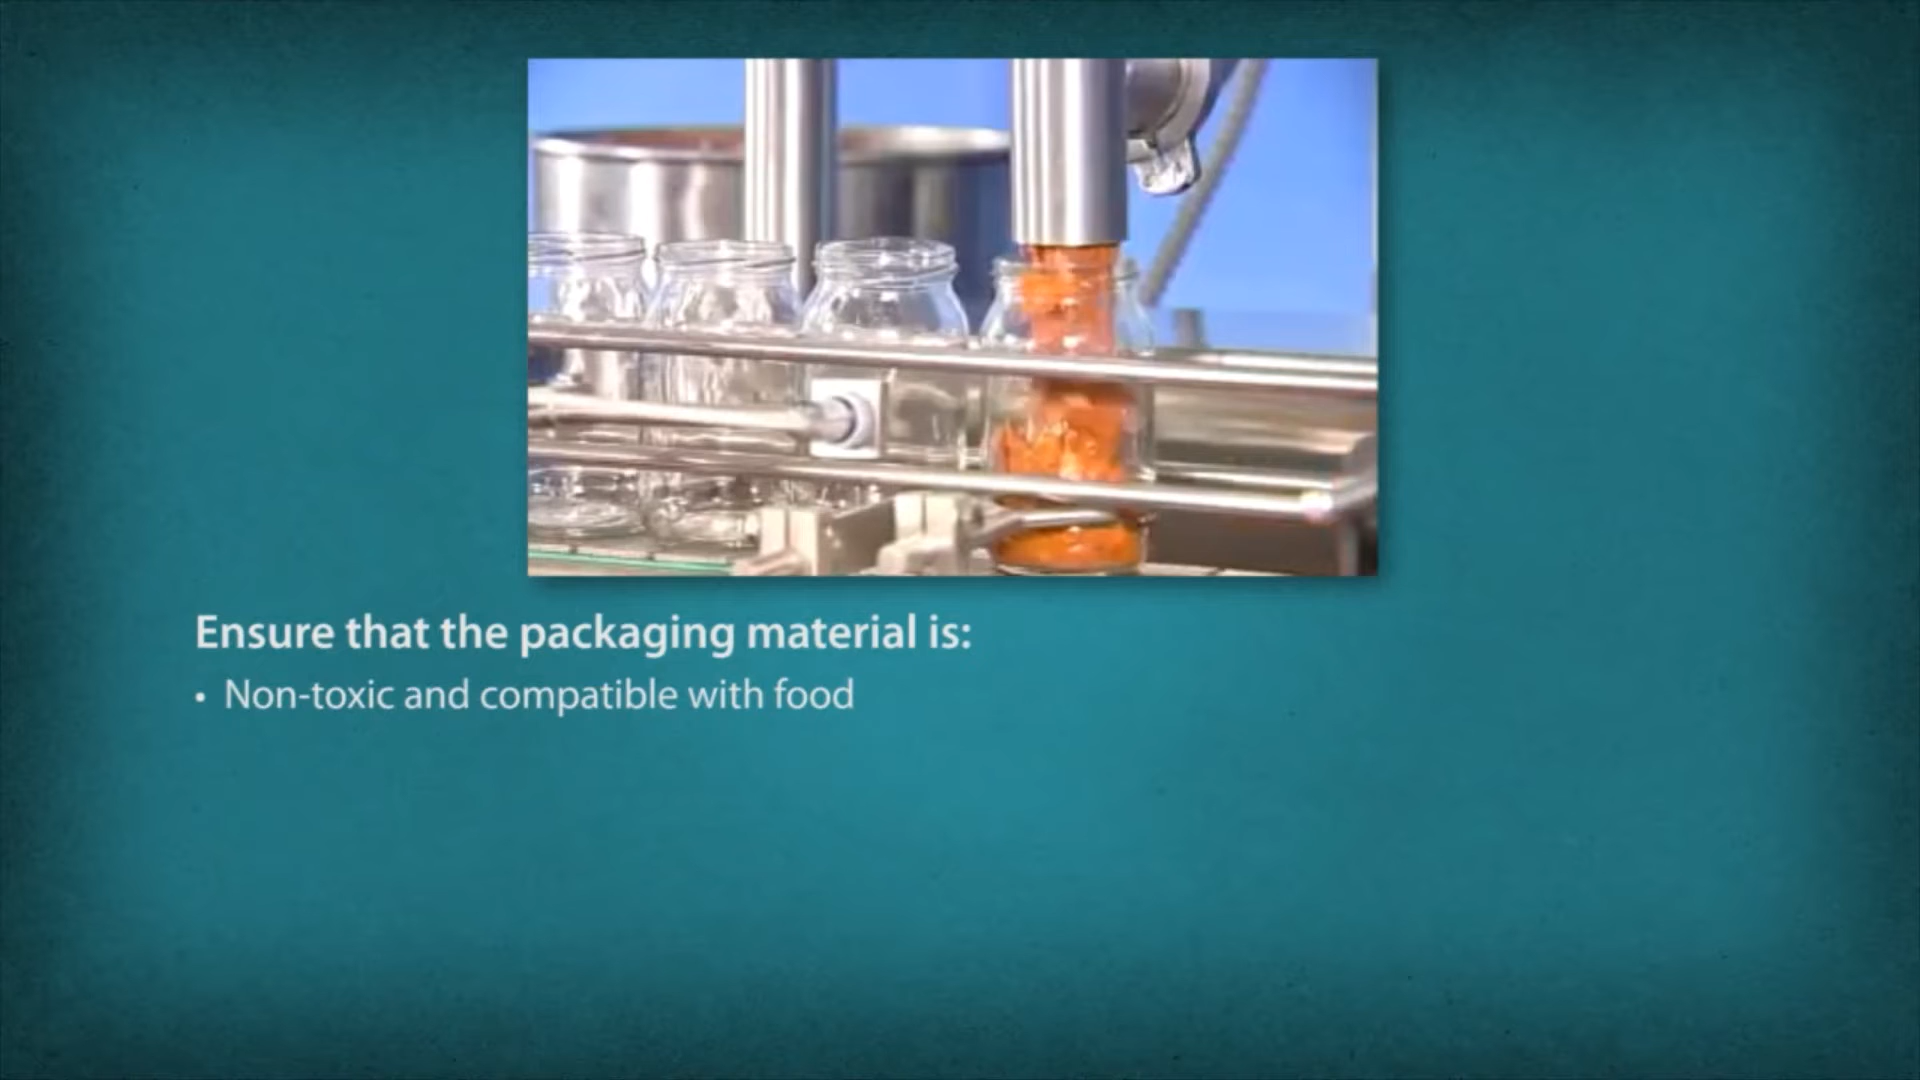 Ensure that the packaging material is:
• Non-toxic and compatible with food